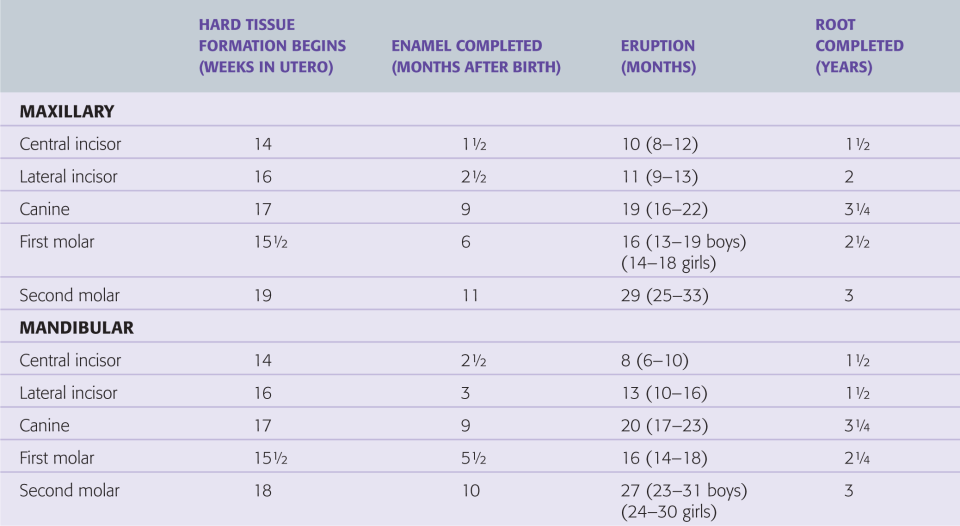 HARD TISSUE FORMATION BEGINS (WEEKS IN UTERO) ENAMEL COMPLETED (MONTHS AFTER BIRTH) ERUPTION (MONTHS) ROOT COMPLETED (YEARS)
MAXILLARY
Central incisor 14 1½ 10 (8–12) 1½
Lateral incisor 16 2½ 11 (9–13) 2
Canine 17 9 19 (16–22) 3¼
First molar 15½ 6 16 (13–19 boys) 2½
(14–18 girls)
Second molar 19 11 29 (25–33) 3
MANDIBULAR
Central incisor 14 2½ 8 (6–10) 1½
Lateral incisor 16 3 13 (10–16) 1½
Canine 17 9 20 (17–23) 3¼
First molar 15½ 5½ 16 (14–18) 2¼
Second molar 18 10 27 (23–31 boys) 3
(24–30 girls)